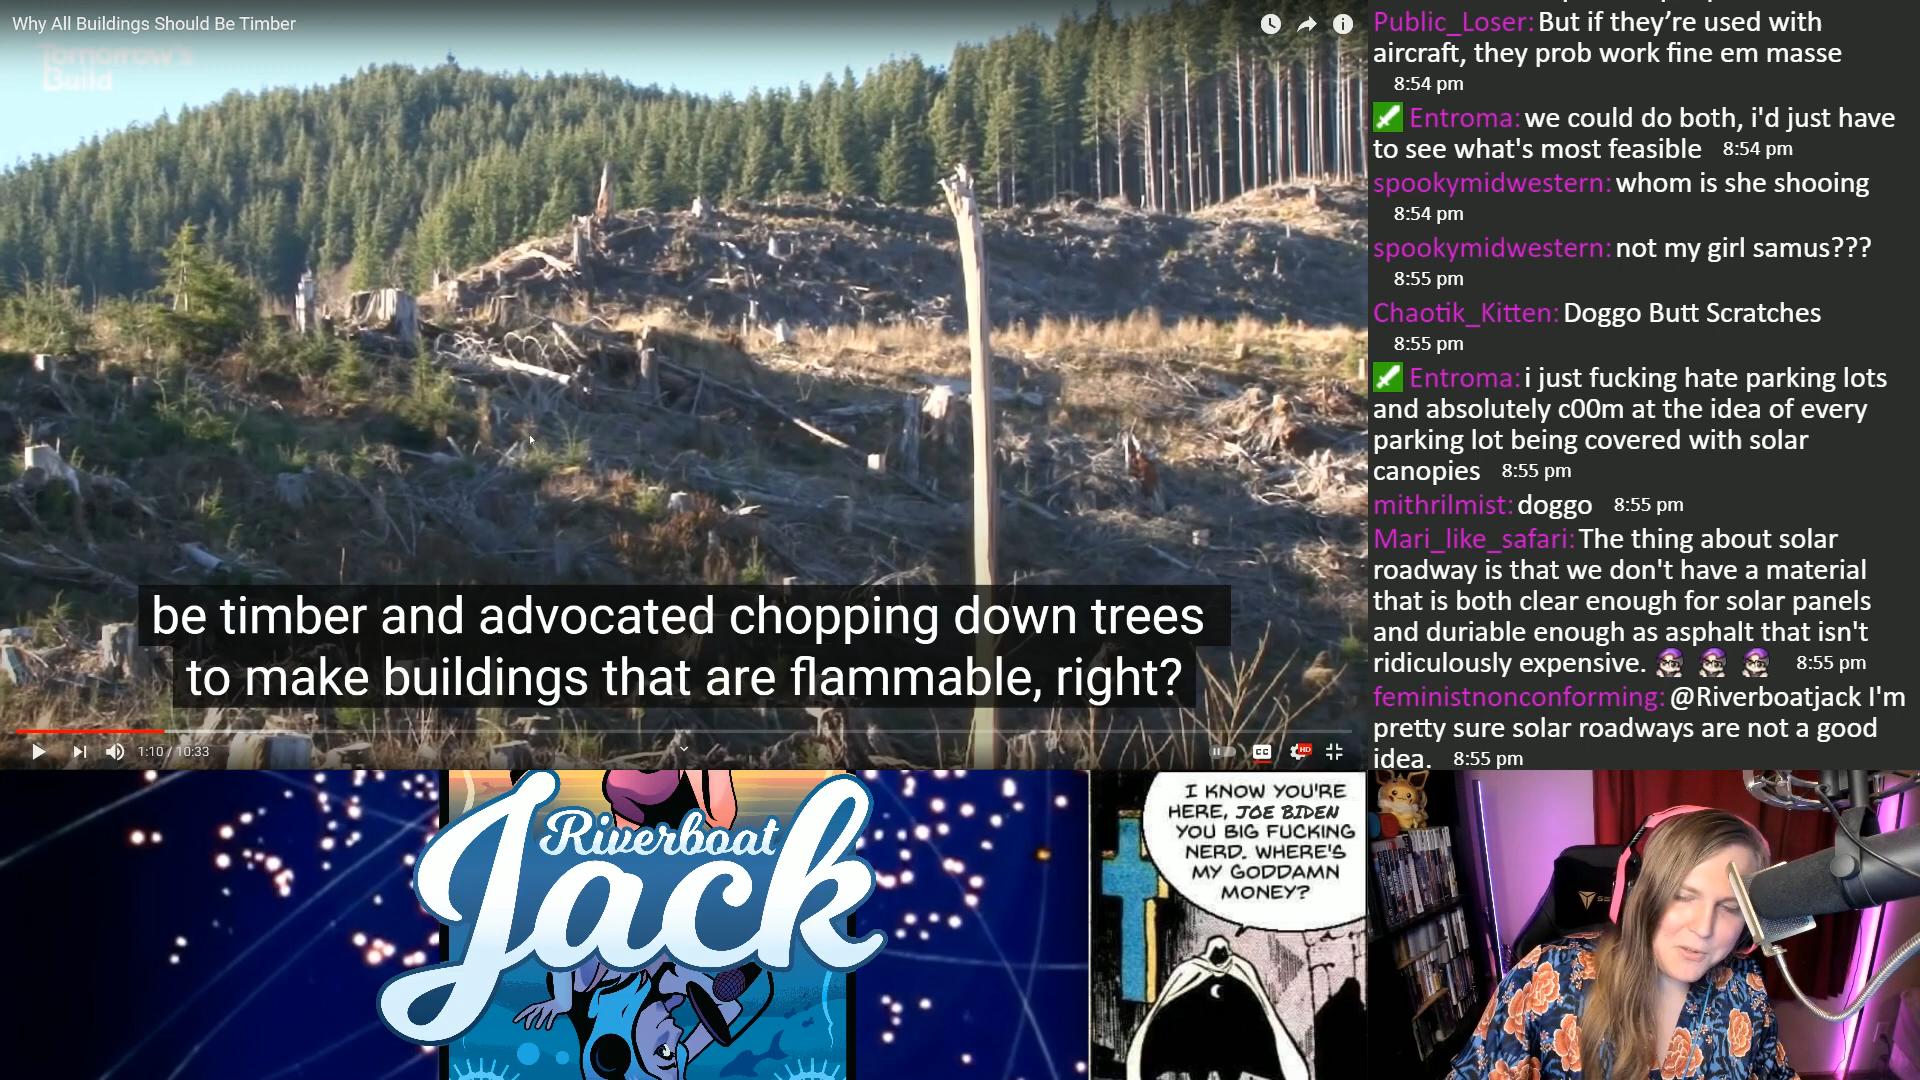 Why All Buildings Should Be Timber
Tomorrow's
Build
be timber and advocated chopping down trees
to make buildings that are flammable, right?
1:10 / 10:33
CC
HD
Public_Loser: But if they’re used with
aircraft, they prob work fine em masse
8:54 pm
Entroma: we could do both, i'd just have
to see what's most feasible 8:54 pm
spookymidwestern: whom is she shooing
8:54 pm
spookymidwestern: not my girl samus???
8:55 pm
Chaotik_Kitten: Doggo Butt Scratches
8:55 pm
Entroma: i just fucking hate parking lots
and absolutely c00m at the idea of every
parking lot being covered with solar
canopies 8:55 pm
mithrilmist: doggo 8:55 pm
Mari_like_safari: The thing about solar
roadway is that we don't have a material
that is both clear enough for solar panels
and duriable enough as asphalt that isn't
ridiculously expensive. 8:55 pm
feministnonconforming: @Riverboatjack I'm
pretty sure solar roadways are not a good
idea. 8:55 pm
Riverboat
Jack
I KNOW YOU'RE
HERE, JOE BIDEN
YOU BIG FUCKING
NERD. WHERE'S
MY GODDAMN
MONEY?